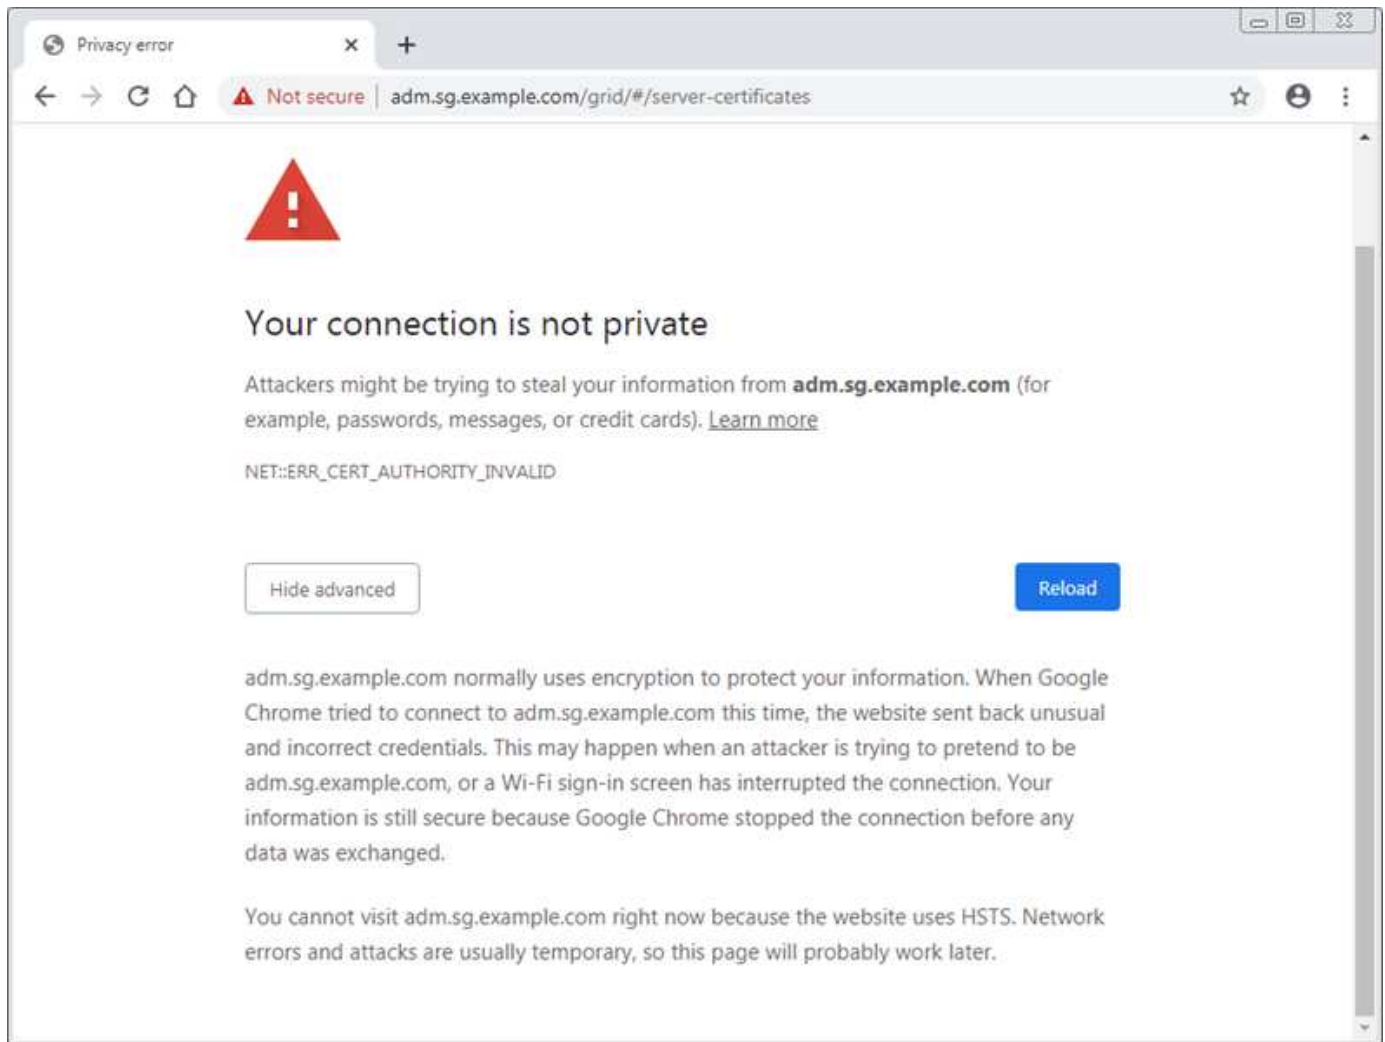 Privacy error
Not secure | adm.sg.example.com/grid/#/server-certificates
Your connection is not private
Attackers might be trying to steal your information from adm.sg.example.com (for
example, passwords, messages, or credit cards). Learn more
NET::ERR_CERT_AUTHORITY_INVALID
Hide advanced
Reload
adm.sg.example.com normally uses encryption to protect your information. When Google
Chrome tried to connect to adm.sg.example.com this time, the website sent back unusual
and incorrect credentials. This may happen when an attacker is trying to pretend to be
adm.sg.example.com, or a Wi-Fi sign-in screen has interrupted the connection. Your
information is still secure because Google Chrome stopped the connection before any
data was exchanged.
You cannot visit adm.sg.example.com right now because the website uses HSTS. Network
errors and attacks are usually temporary, so this page will probably work later.